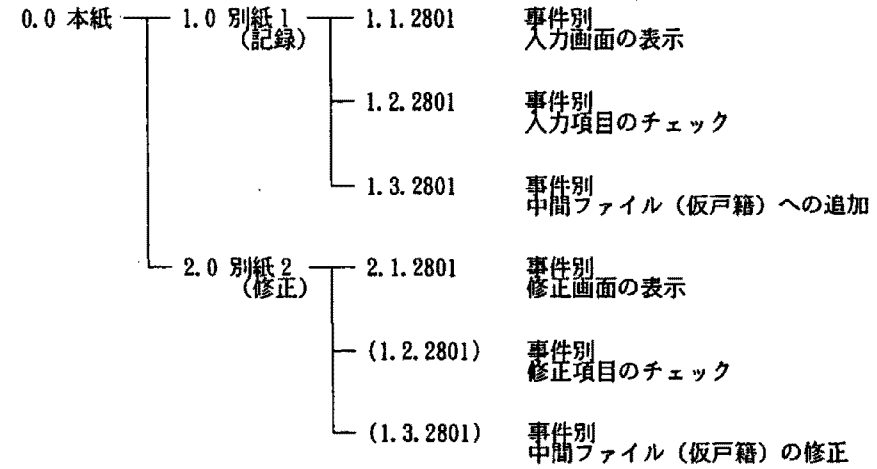 0.0 本紙 1.0 別紙1 1.1.2801 事件別
(記録) 入力画面の表示
1.2.2801 事件別
入力項目のチェック
1.3.2801 事件別
中間ファイル（仮戸籍）への追加
2.0 別紙2 2.1.2801 事件別
(修正) 修正画面の表示
(1.2.2801) 事件別
修正項目のチェック
(1.3.2801) 事件別
中間ファイル（仮戸籍）の修正